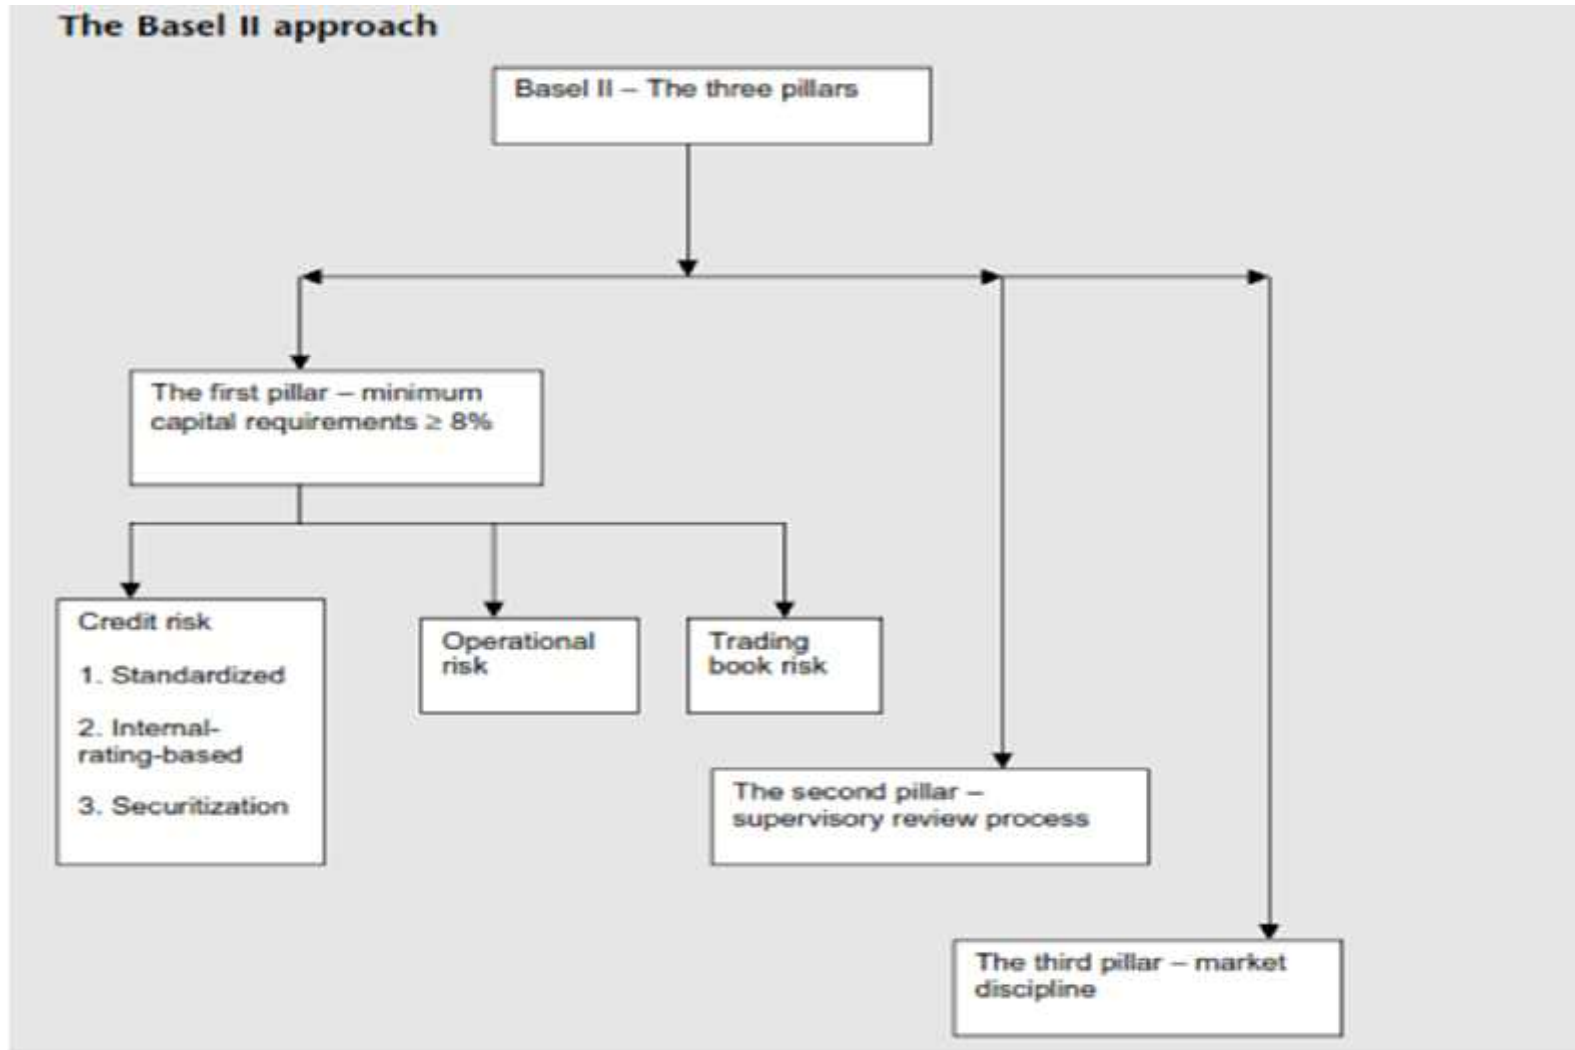 The Basel II approach
Basel II – The three pillars
The first pillar – minimum
capital requirements ≥ 8%
Credit risk
1. Standardized
2. Internal-
rating-based
3. Securitization
Operational
risk
Trading
book risk
The second pillar –
supervisory review process
The third pillar – market
discipline